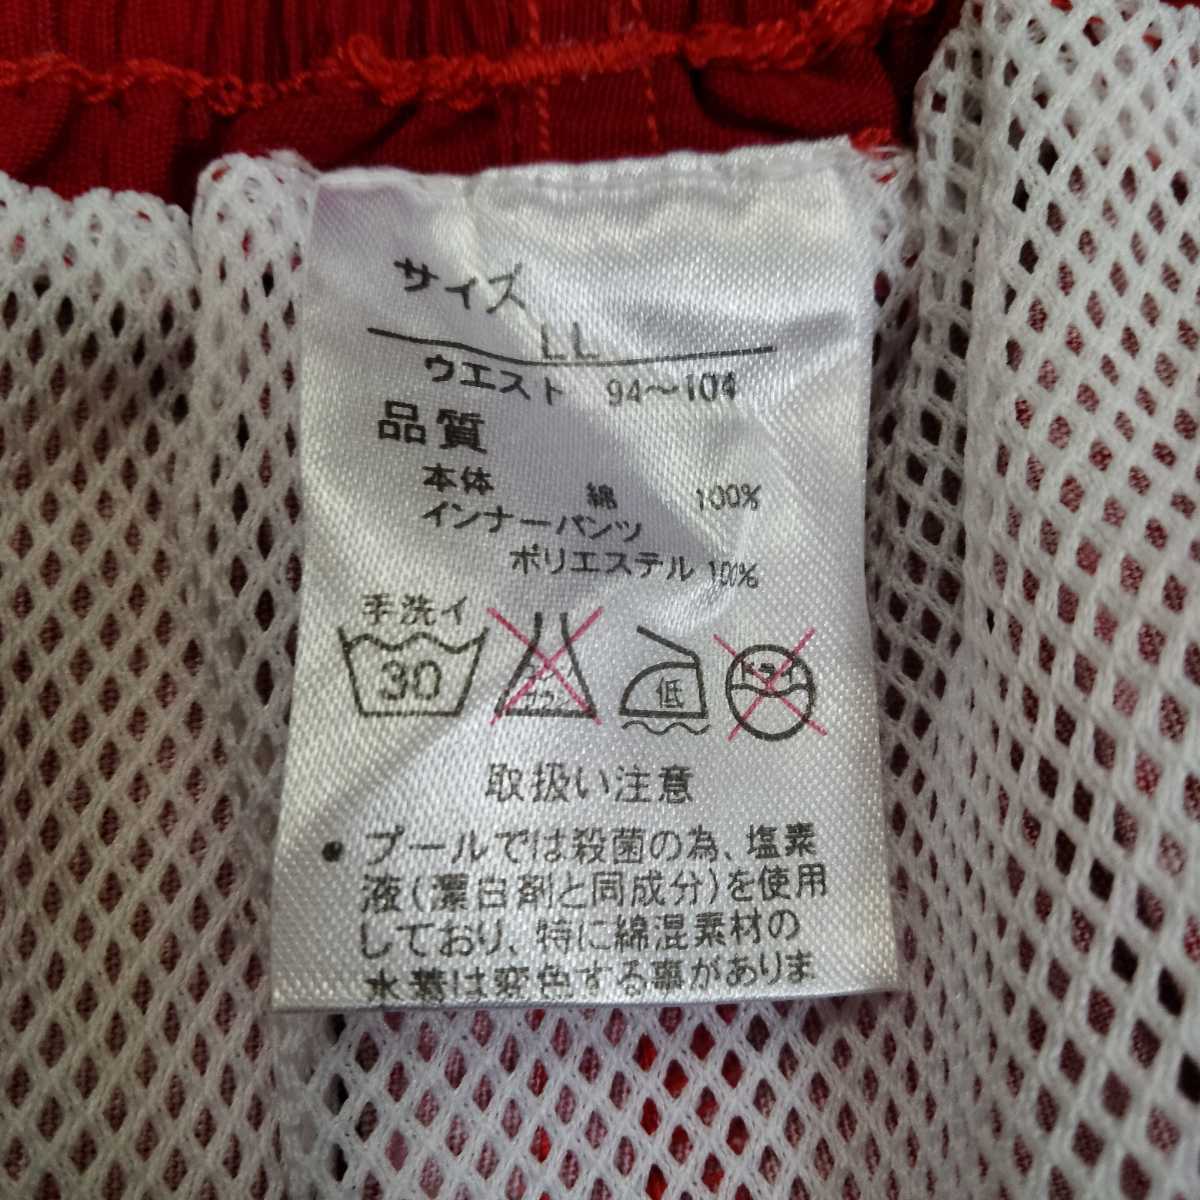 サイズ
LL
ウエスト 94～104
品質
本体 綿 100%
インナーパンツ
ポリエステル 100%
手洗イ
30
低
ドライ
取扱い注意
• プールでは殺菌の為、塩素
液(漂白剤と同成分)を使用
しており、特に綿混素材の
水着は変色する事がありま